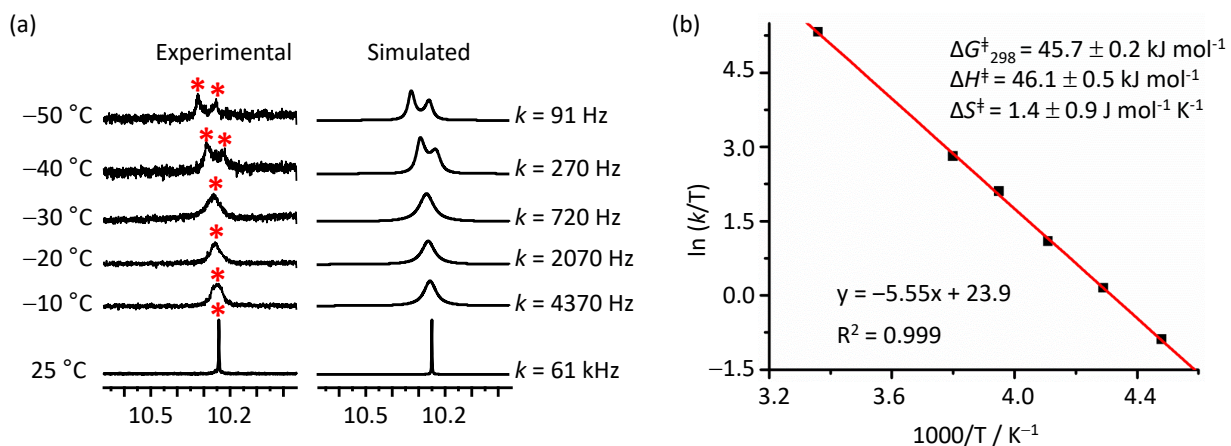 (a)
Experimental
Simulated
−50 °C
* *
k = 91 Hz
−40 °C
* *
k = 270 Hz
−30 °C
*
k = 720 Hz
−20 °C
*
k = 2070 Hz
−10 °C
*
k = 4370 Hz
25 °C
*
k = 61 kHz
10.5 10.2
10.5 10.2
(b)
ΔG‡298 = 45.7 ± 0.2 kJ mol-1
ΔH‡ = 46.1 ± 0.5 kJ mol-1
ΔS‡ = 1.4 ± 0.9 J mol-1 K-1
ln (k/T)
4.5
3.0
1.5
0.0
−1.5
y = −5.55x + 23.9
R2 = 0.999
3.2 3.6 4.0 4.4
1000/T / K−1